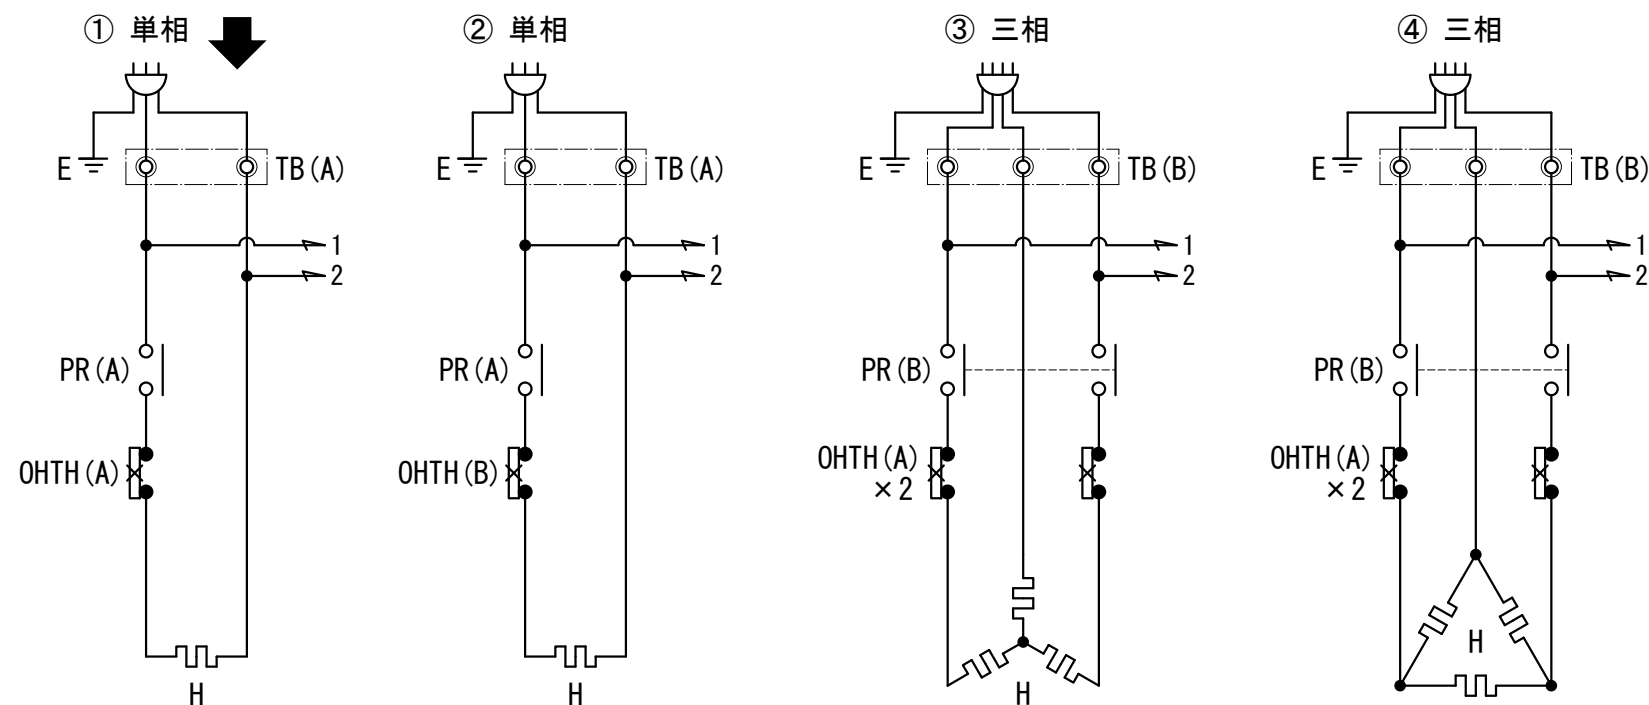 ① 単相
② 単相
③ 三相
④ 三相
E
TB(A)
E
TB(A)
E
TB(B)
E
TB(B)
1
1
1
1
2
2
2
2
PR(A)
PR(A)
PR(B)
PR(B)
OHTH(A)
OHTH(B)
OHTH(A)
×2
OHTH(A)
×2
H
H
H
H